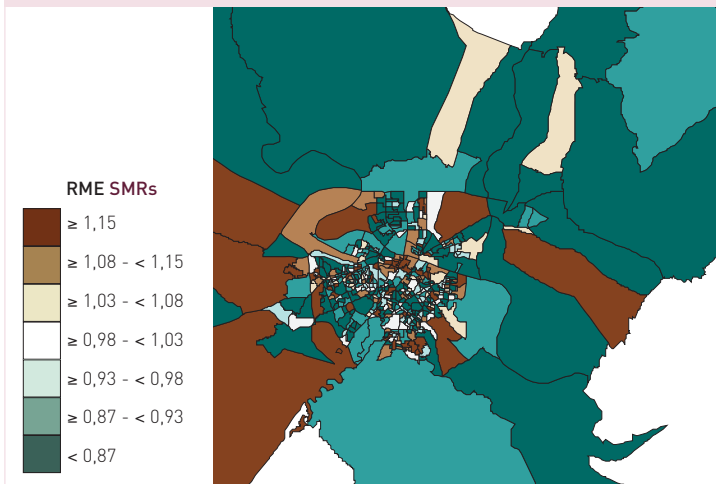 RME SMRs
≥ 1,15
≥ 1,08 - < 1,15
≥ 1,03 - < 1,08
≥ 0,98 - < 1,03
≥ 0,93 - < 0,98
≥ 0,87 - < 0,93
< 0,87